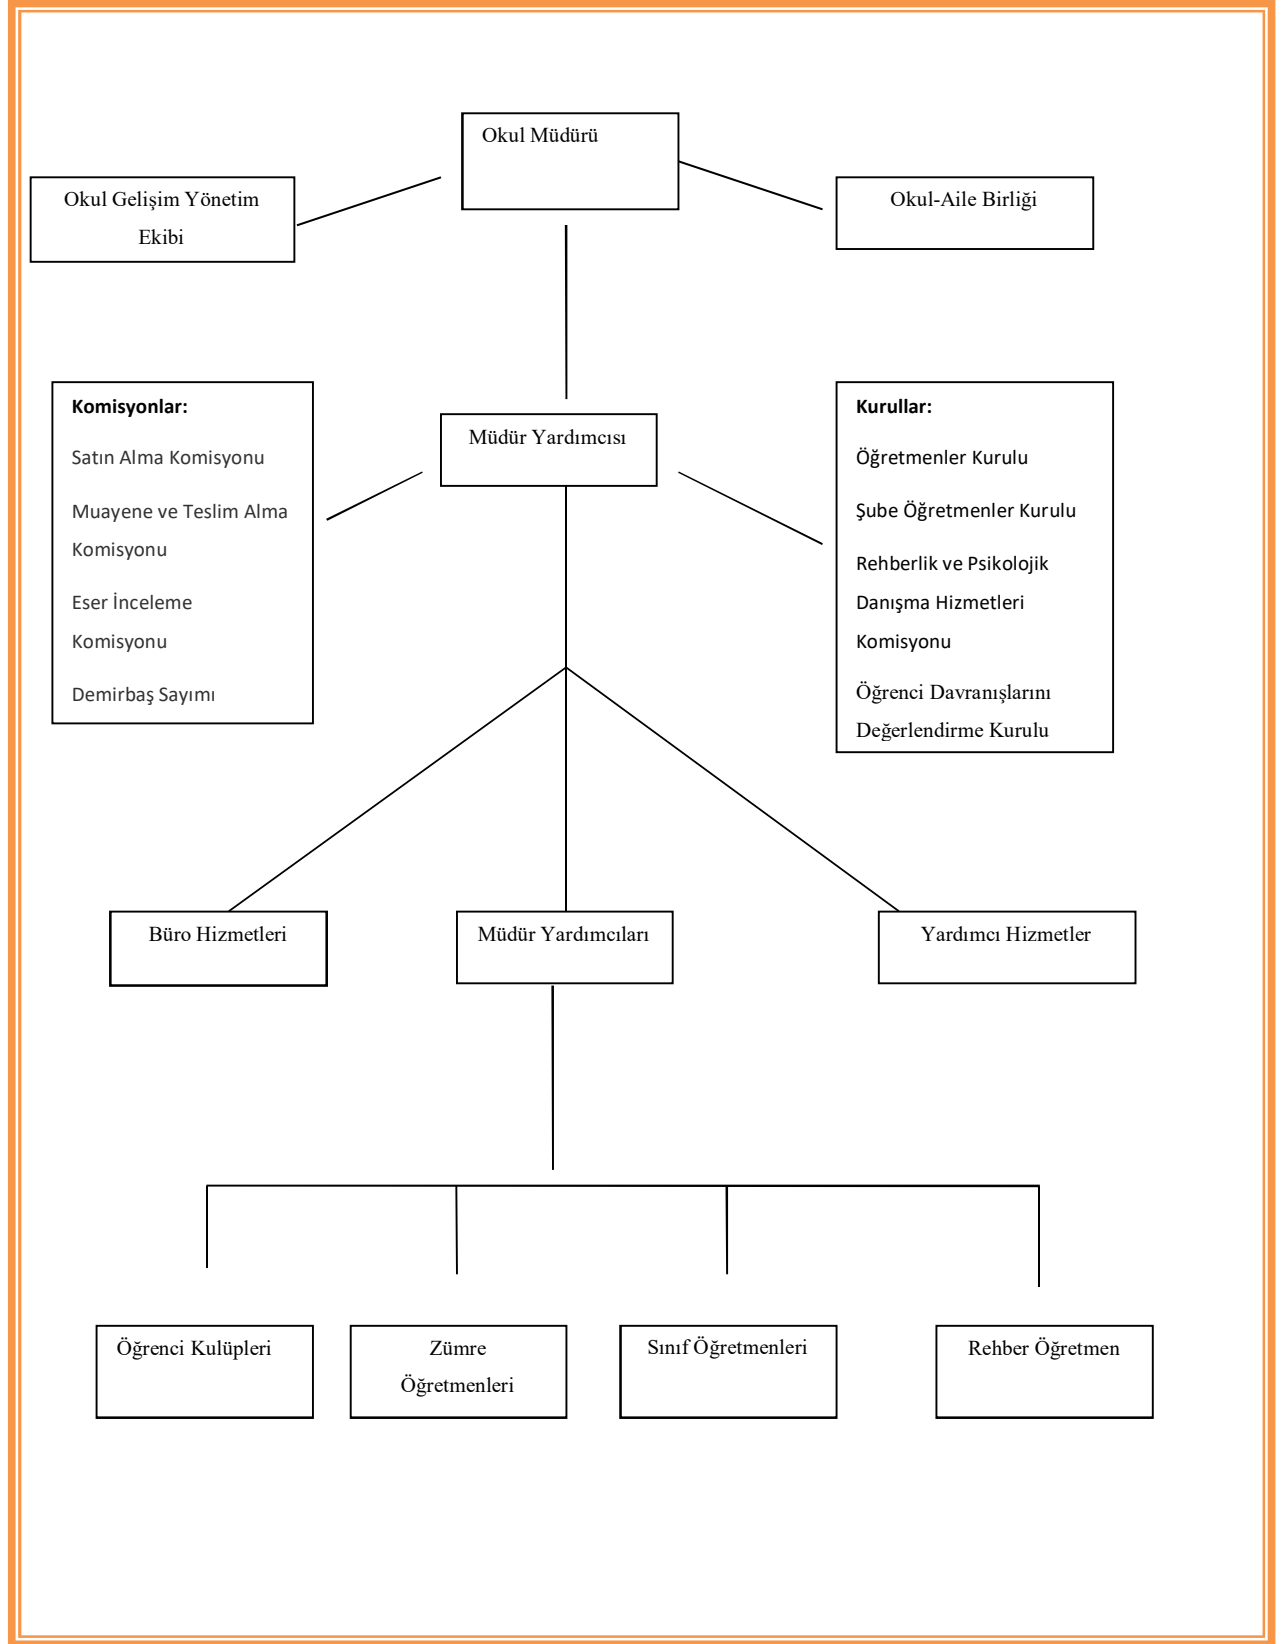 Okul Müdürü
Okul Gelişim Yönetim
Ekibi
Okul-Aile Birliği
Komisyonlar:
Satın Alma Komisyonu
Muayene ve Teslim Alma
Komisyonu
Eser İnceleme
Komisyonu
Demirbaş Sayımı
Müdür Yardımcısı
Kurullar:
Öğretmenler Kurulu
Şube Öğretmenler Kurulu
Rehberlik ve Psikolojik
Danışma Hizmetleri
Komisyonu
Öğrenci Davranışlarını
Değerlendirme Kurulu
Büro Hizmetleri
Müdür Yardımcıları
Yardımcı Hizmetler
Öğrenci Kulüpleri
Zümre
Öğretmenleri
Sınıf Öğretmenleri
Rehber Öğretmen